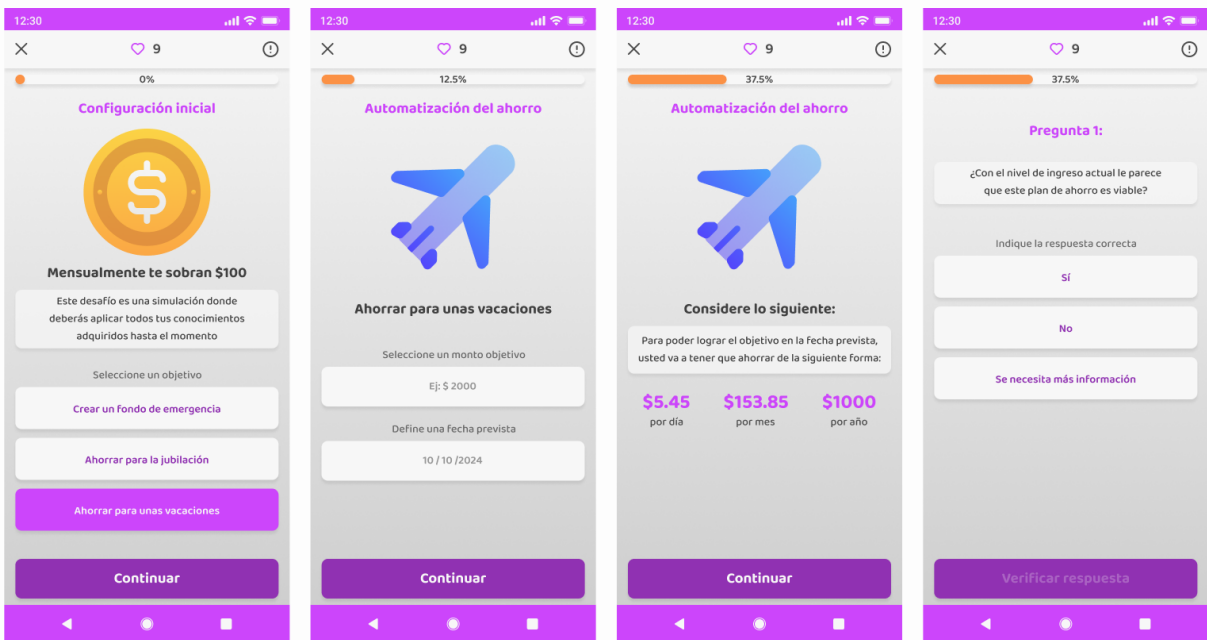 12:30
9
0%
Configuración inicial
$
Mensualmente te sobran $100
Este desafío es una simulación donde
deberás aplicar todos tus conocimientos
adquiridos hasta el momento
Seleccione un objetivo
Crear un fondo de emergencia
Ahorrar para la jubilación
Ahorrar para unas vacaciones
Continuar
12:30
9
12.5%
Automatización del ahorro
Ahorrar para unas vacaciones
Seleccione un monto objetivo
Ej: $ 2000
Define una fecha prevista
10 / 10 /2024
Continuar
12:30
9
37.5%
Automatización del ahorro
Considere lo siguiente:
Para poder lograr el objetivo en la fecha prevista,
usted va a tener que ahorrar de la siguiente forma:
$5.45 $153.85 $1000
por día por mes por año
Continuar
12:30
9
37.5%
Pregunta 1:
¿Con el nivel de ingreso actual le parece
que este plan de ahorro es viable?
Indique la respuesta correcta
Sí
No
Se necesita más información
Verificar respuesta